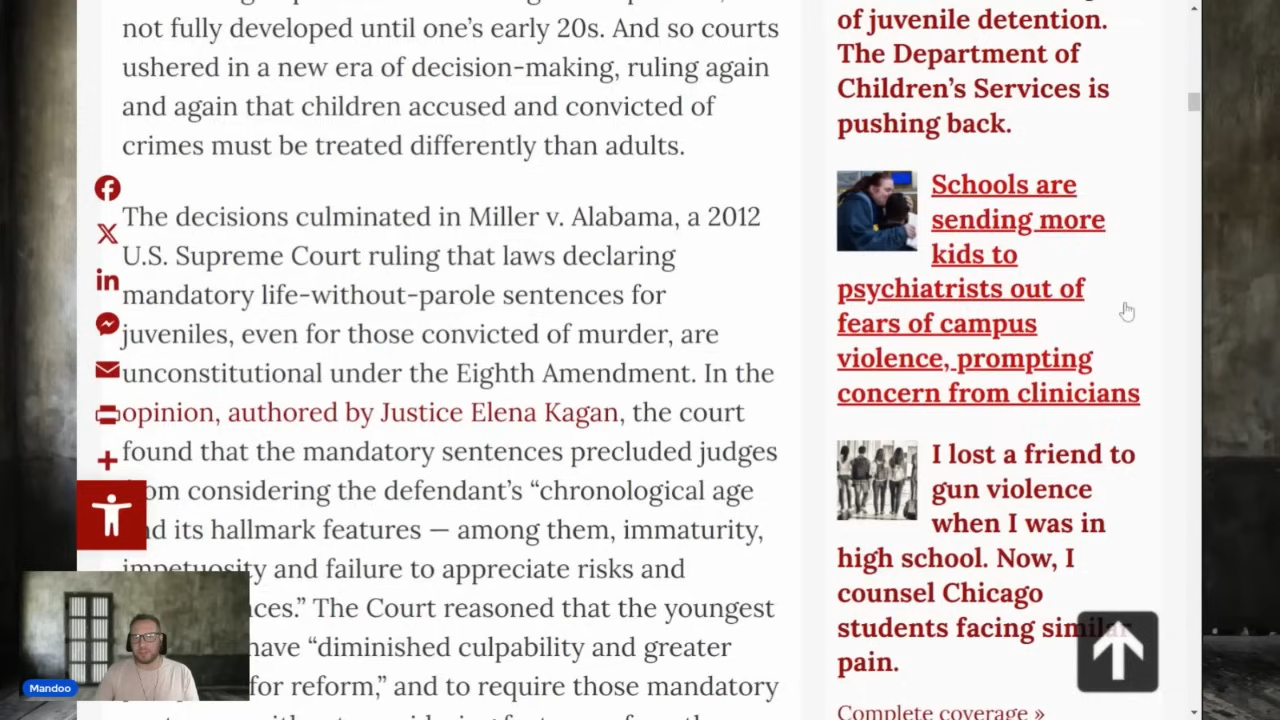 not fully developed until one’s early 20s. And so courts
ushered in a new era of decision-making, ruling again
and again that children accused and convicted of
crimes must be treated differently than adults.
The decisions culminated in Miller v. Alabama, a 2012
U.S. Supreme Court ruling that laws declaring
mandatory life-without-parole sentences for
juveniles, even for those convicted of murder, are
unconstitutional under the Eighth Amendment. In the
opinion, authored by Justice Elena Kagan, the court
found that the mandatory sentences precluded judges
from considering the defendant’s “chronological age
and its hallmark features — among them, immaturity,
impetuosity and failure to appreciate risks and
The Court reasoned that the youngest
have “diminished culpability and greater
for reform,” and to require those mandatory
of juvenile detention.
The Department of
Children’s Services is
pushing back.
Schools are
sending more
kids to
psychiatrists out of
fears of campus
violence, prompting
concern from clinicians
I lost a friend to
gun violence
when I was in
high school. Now, I
counsel Chicago
students facing similar
pain.
Complete coverage »
Mandoo